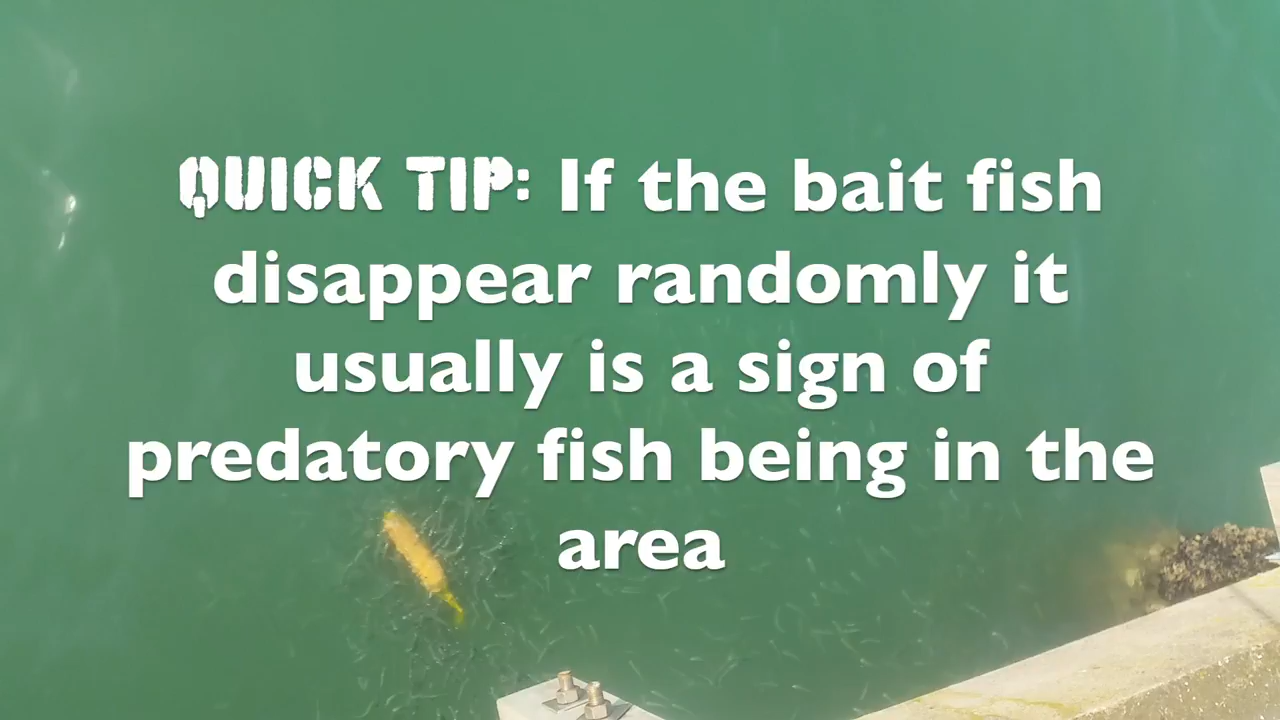 QUICK TIP: If the bait fish
disappear randomly it
usually is a sign of
predatory fish being in the
area